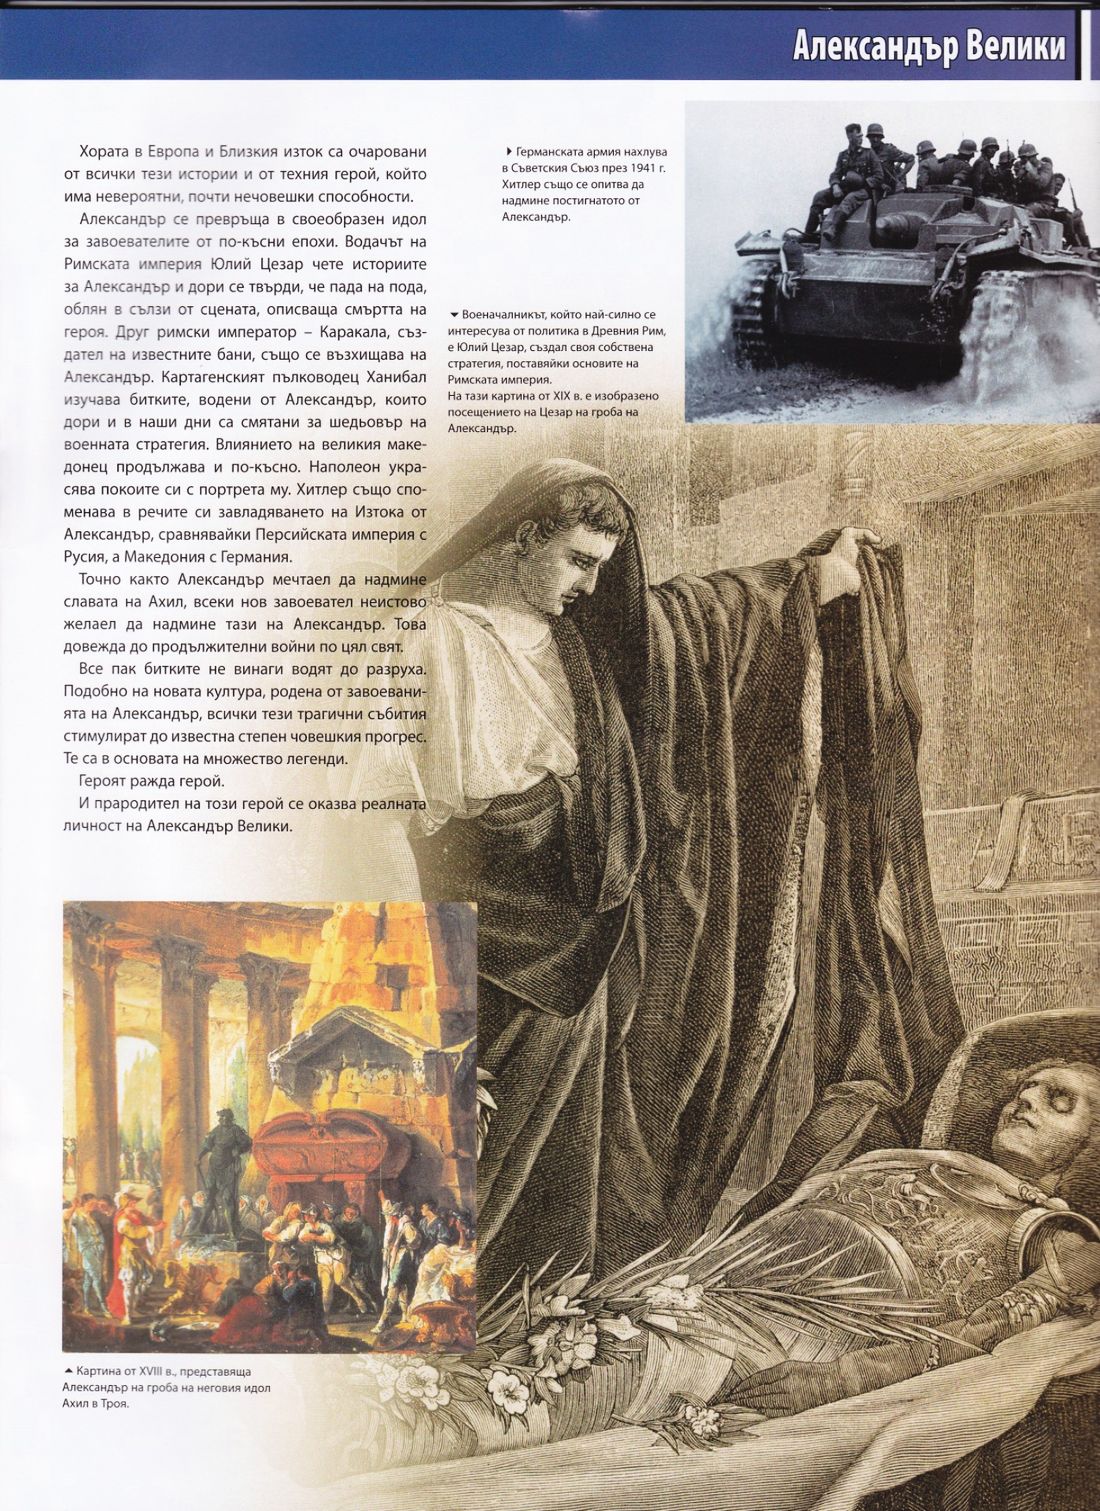 Александър Велики
Хората в Европа и Близкия изток са очаровани
от всички тези истории и от техния герой, който
има невероятни, почти нечовешки способности.
Александър се превръща в своеобразен идол
за завоевателите от по-късни епохи. Водачът на
Римската империя Юлий Цезар чете историите
за Александър и дори се твърди, че пада на пода,
облян в сълзи от сцената, описваща смъртта на
героя. Друг римски император – Каракала, съз-
дател на известните бани, също се възхищава на
Александър. Картагенският пълководец Ханибал
изучава битките, водени от Александър, които
дори и в наши дни са смятани за шедьовър на
военната стратегия. Влиянието на великия маке-
донец продължава и по-късно. Наполеон укра-
сява покоите си с портрета му. Хитлер също спо-
менава в речите си завладяването на Изтока от
Александър, сравнявайки Персийската империя с
Русия, а Македония с Германия.
Точно както Александър мечтаел да надмине
славата на Ахил, всеки нов завоевател неистово
желаел да надмине тази на Александър. Това
довежда до продължителни войни по цял свят.
Все пак битките не винаги водят до разруха.
Подобно на новата култура, родена от завоевани-
ята на Александър, всички тези трагични събития
стимулират до известна степен човешкия прогрес.
Те са в основата на множество легенди.
Героят ражда герой.
И прародител на този герой се оказва реалната
личност на Александър Велики.
Германската армия нахлува
в Съветския Съюз през 1941 г.
Хитлер също се опитва да
надмине постигнатото от
Александър.
Военачалникът, който най-силно се
интересува от политика в Древния Рим,
е Юлий Цезар, създал своя собствена
стратегия, поставяйки основите на
Римската империя.
На тази картина от XIX в. е изобразено
посещението на Цезар на гроба на
Александър.
Картина от XVIII в., представяща
Александър на гроба на неговия идол
Ахил в Троя.